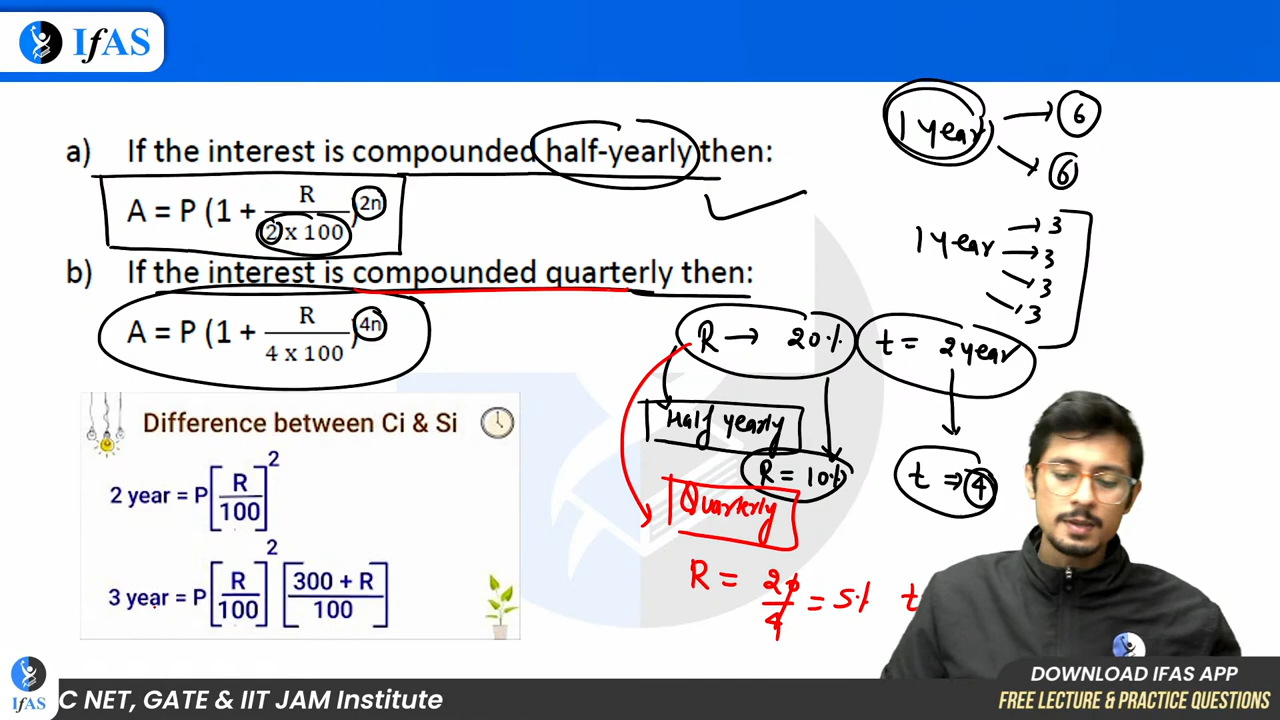 IfAS
a) If the interest is compounded half-yearly then:
A = P (1 + R / 2 x 100)^2n
b) If the interest is compounded quarterly then:
A = P (1 + R / 4 x 100)^4n
Difference between Ci & Si
2 year = P[R/100]^2
3 year = P[R/100]^2 [300 + R / 100]
1 year → 6
→ 6
1 year → 3
→ 3
→ 3
→ 3
R → 20% t = 2 year
Half yearly
R = 10% t ⇒ 4
Quarterly
R = 20/4 = 5% t
IfAS
C NET, GATE & IIT JAM Institute
DOWNLOAD IFAS APP
FREE LECTURE & PRACTICE QUESTIONS